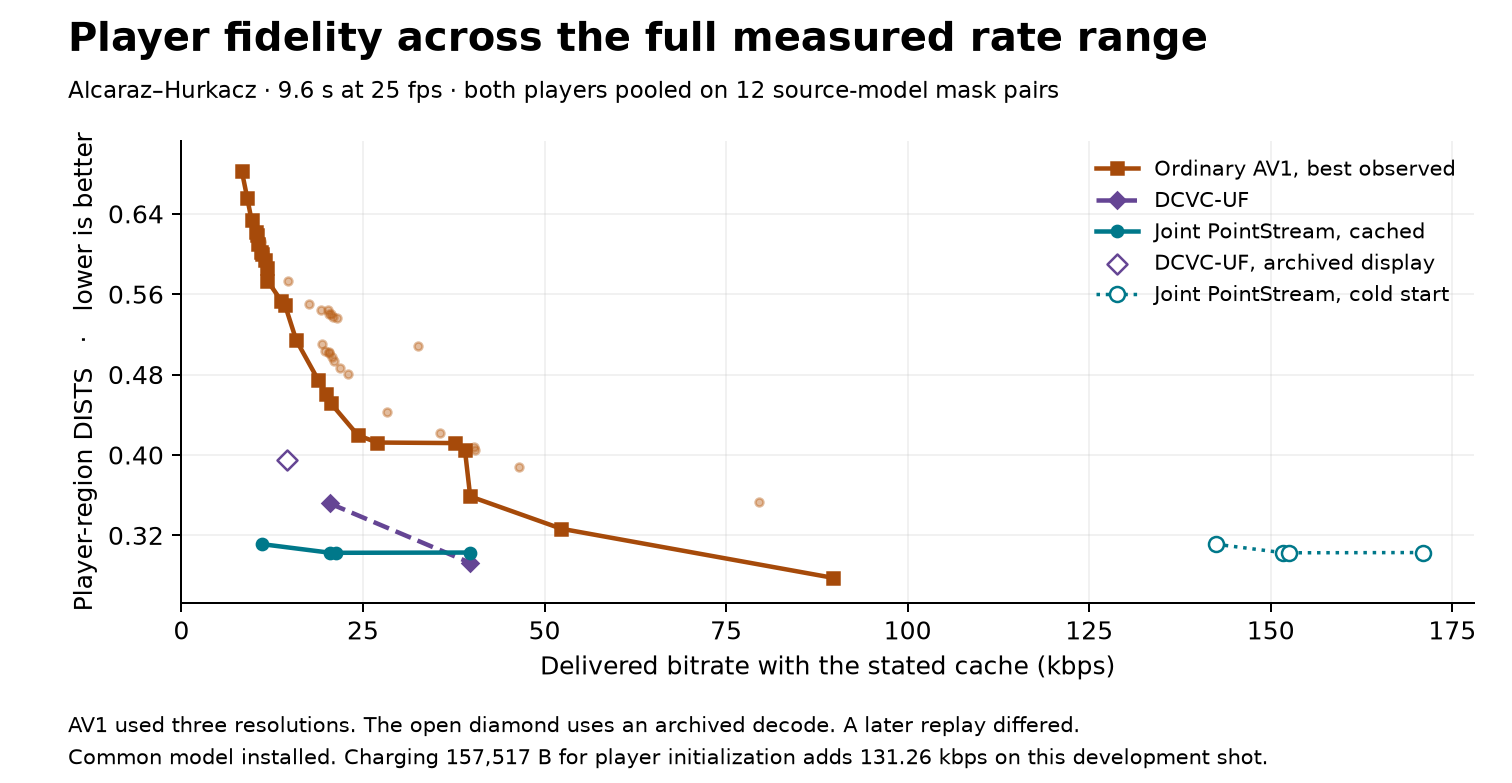 Player fidelity across the full measured rate range
Alcaraz–Hurkacz · 9.6 s at 25 fps · both players pooled on 12 source-model mask pairs
Player-region DISTS · lower is better
0.64
0.56
0.48
0.40
0.32
Ordinary AV1, best observed
DCVC-UF
Joint PointStream, cached
DCVC-UF, archived display
Joint PointStream, cold start
0 25 50 75 100 125 150 175
Delivered bitrate with the stated cache (kbps)
AV1 used three resolutions. The open diamond uses an archived decode. A later replay differed.
Common model installed. Charging 157,517 B for player initialization adds 131.26 kbps on this development shot.